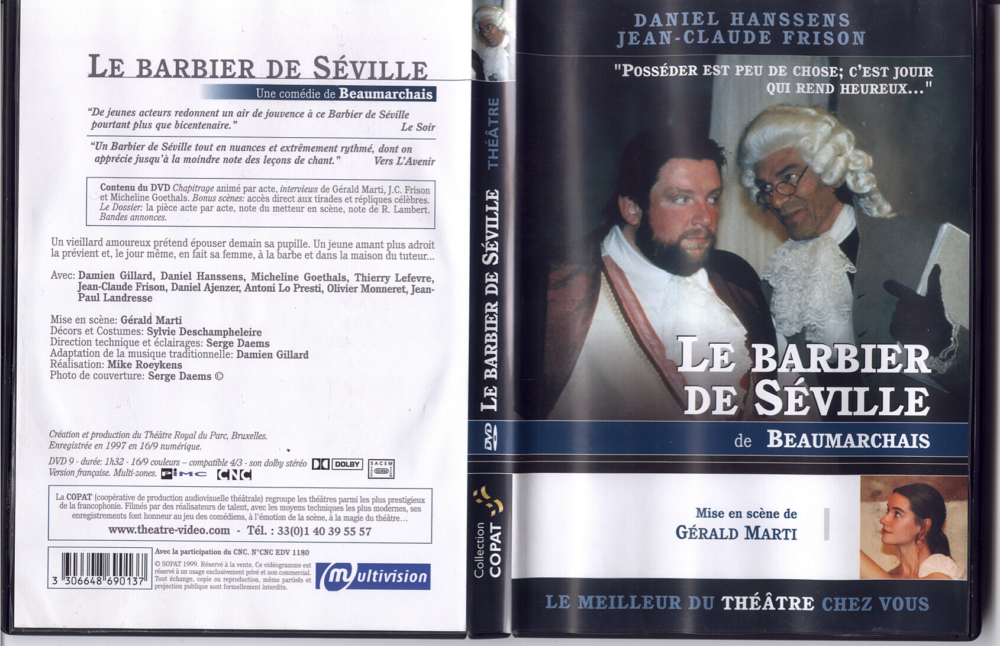 LE BARBIER DE SÉVILLE
Une comédie de Beaumarchais
“De jeunes acteurs redonnent un air de jouvence à ce Barbier de Séville
pourtant plus que bicentenaire.” Le Soir
“Un Barbier de Séville tout en nuances et extrêmement rythmé, dont on
apprécie jusqu’à la moindre note des leçons de chant.” Vers L’Avenir
Contenu du DVD Chapitrage animé par acte, interviews de Gérald Marti, J.C. Frison
et Micheline Goethals. Bonus scènes: accès direct aux tirades et répliques célèbres.
Le Dossier: la pièce acte par acte, note du metteur en scène, note de R. Lambert.
Bandes annonces.
Un vieillard amoureux prétend épouser demain sa pupille. Un jeune amant plus adroit
la prévient et, le jour même, en fait sa femme, à la barbe et dans la maison du tuteur...
Avec: Damien Gillard, Daniel Hanssens, Micheline Goethals, Thierry Lefevre,
Jean-Claude Frison, Daniel Ajenzer, Antoni Lo Presti, Olivier Monneret, Jean-
Paul Landresse
Mise en scène: Gérald Marti
Décors et Costumes: Sylvie Deschampheleire
Direction technique et éclairages: Serge Daems
Adaptation de la musique traditionnelle: Damien Gillard
Réalisation: Mike Roeykens
Photo de couverture: Serge Daems ©
Création et production du Théâtre Royal du Parc, Bruxelles.
Enregistrée en 1997 en 16/9 numérique.
DVD 9 - durée: 1h32 - 16/9 couleurs – compatible 4/3 - son dolby stéréo DOLBY
Version française. Multi-zones. PiMC CNC
SACEM
SDRM
La COPAT (coopérative de production audiovisuelle théâtrale) regroupe les théâtres parmi les plus prestigieux
de la francophonie. Filmés par des réalisateurs de talent, avec les moyens techniques les plus modernes, ses
enregistrements font honneur au jeu des comédiens, à l’émotion de la scène, à la magie du théâtre...
www.theatre-video.com - Tél. : 33(0)1 40 39 55 57
3 306648 690137
Avec la participation du CNC. N°CNC EDV 1180
© SOPAT 1999. Réservé à la vente. Ce vidéogramme est
réservé à un usage exclusivement privé et non commercial.
Tout échange, copie ou reproduction, même partiels et
projection publique sont formellement interdits.
multivision
THÉÂTRE
LE BARBIER DE SÉVILLE
DVD
Collection
COPAT
DANIEL HANSSENS
JEAN-CLAUDE FRISON
"POSSÉDER EST PEU DE CHOSE; C’EST JOUIR
QUI REND HEUREUX..."
LE BARBIER
DE SÉVILLE
de BEAUMARCHAIS
Mise en scène de
GÉRALD MARTI
LE MEILLEUR DU THÉÂTRE CHEZ VOUS